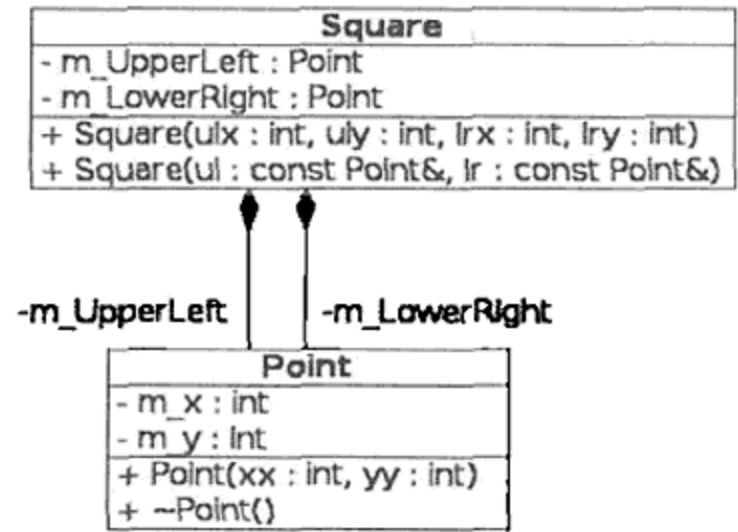 Square
- m_UpperLeft : Point
- m_LowerRight : Point
+ Square(ulx : int, uly : int, lrx : int, lry : int)
+ Square(ul : const Point&, lr : const Point&)
-m_UpperLeft -m_LowerRight
Point
- m_x : int
- m_y : int
+ Point(xx : int, yy : int)
+ ~Point()